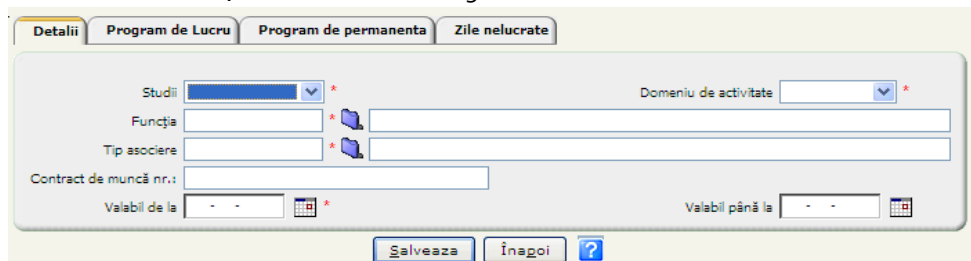 Detalii Program de Lucru Program de permanenta Zile nelucrate
Studii * Domeniu de activitate *
Funcția *
Tip asociere *
Contract de muncă nr.:
Valabil de la - - * Valabil până la - -
Salveaza Înapoi ?